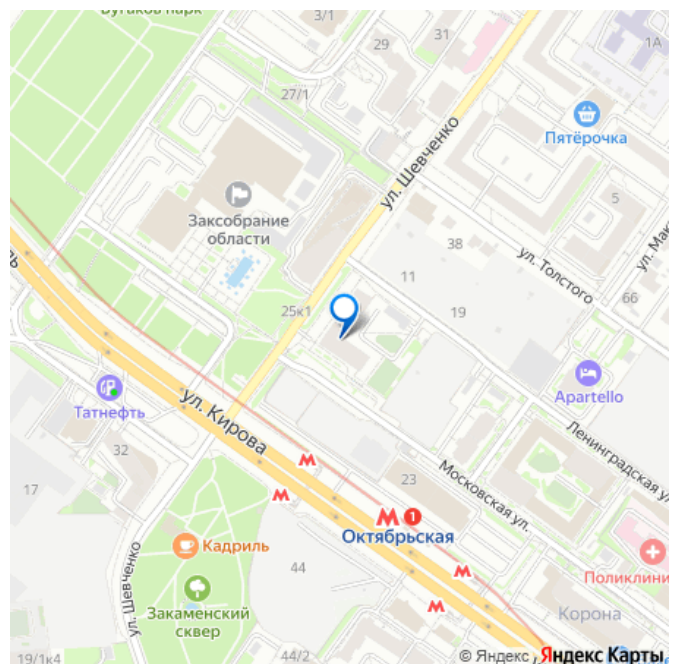 Бугаков парк
3/1
29
31
1А
27/1
ул. Шевченко
Пятёрочка
5
Заксобрание
области
38
ул. Толстого
11
66
25к1
19
Татнефть
ул. Кирова
Apartello
32
Ленинградская
23
Московская ул.
17
1
Октябрьская
Кадриль
44
ул. Шевченко
Закаменский
сквер
Корона
19/1к4
44/2
© Яндекс
Яндекс Карты